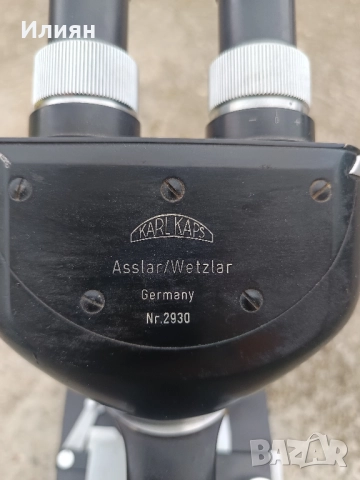 Илиян
KARL KAPS
Asslar/Wetzlar
Germany
Nr.2930
BAZAR